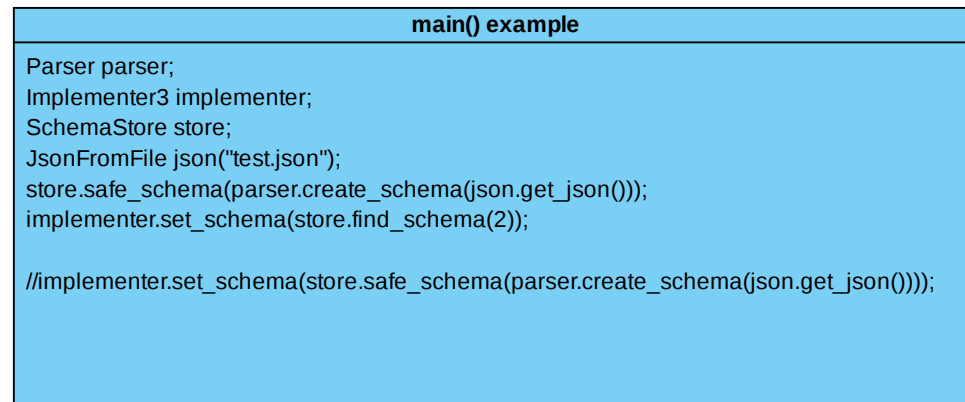 main() example
Parser parser;
Implementer3 implementer;
SchemaStore store;
JsonFromFile json("test.json");
store.safe_schema(parser.create_schema(json.get_json()));
implementer.set_schema(store.find_schema(2));
//implementer.set_schema(store.safe_schema(parser.create_schema(json.get_json())));